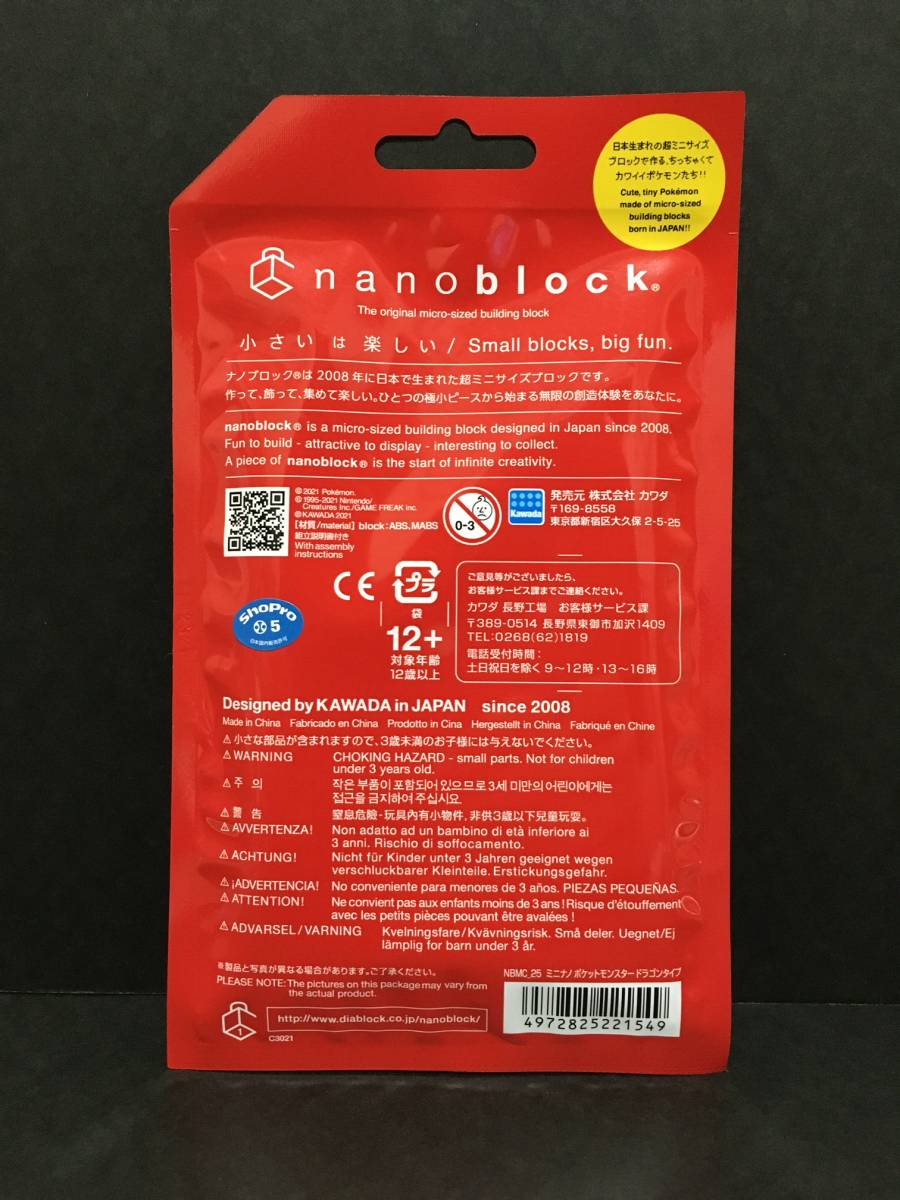 日本生まれの超ミニサイズ
ブロックで作る、ちっちゃくて
カワイイポケモンたち!!
Cute, tiny Pokémon
made of micro-sized
building blocks
born in JAPAN!!
nanoblock®
The original micro-sized building block
小さいは楽しい / Small blocks, big fun.
ナノブロック®は2008年に日本で生まれた超ミニサイズブロックです。
作って、飾って、集めて楽しい。ひとつの極小ピースから始まる無限の創造体験をあなたに。
nanoblock® is a micro-sized building block designed in Japan since 2008.
Fun to build - attractive to display - interesting to collect.
A piece of nanoblock® is the start of infinite creativity.
©2021 Pokémon.
©1995-2021 Nintendo/
Creatures Inc./GAME FREAK inc.
©KAWADA 2021
【材質/material】block:ABS,MABS
組立説明書付き
With assembly
instructions
0-3
Kawada
発売元 株式会社 カワダ
〒169-8558
東京都新宿区大久保 2-5-25
CE
プラ
袋
12+
対象年齢
12歳以上
ShoPro
小 5
日本国内販売許可
ご意見等がございましたら、
お客様サービス課までご連絡ください。
カワダ 長野工場 お客様サービス課
〒389-0514 長野県東御市加沢1409
TEL:0268(62)1819
電話受付時間:
土日祝日を除く 9〜12時・13〜16時
Designed by KAWADA in JAPAN since 2008
Made in China Fabricado en China Prodotto in Cina Hergestellt in China Fabriqué en Chine
⚠小さな部品が含まれますので、3歳未満のお子様には与えないでください。
⚠WARNING CHOKING HAZARD - small parts. Not for children
under 3 years old.
⚠주 의 작은 부품이 포함되어 있으므로 3세 미만의 어린이에게는
접근을 금지하여 주십시요.
⚠警 告 窒息危險-玩具內有小物件, 非供3歲以下兒童玩耍。
⚠AVVERTENZA! Non adatto ad un bambino di età inferiore ai
3 anni. Rischio di soffocamento.
⚠ACHTUNG! Nicht für Kinder unter 3 Jahren geeignet wegen
verschluckbarer Kleinteile. Erstickungsgefahr.
⚠¡ADVERTENCIA! No conveniente para menores de 3 años. PIEZAS PEQUEÑAS.
⚠ATTENTION! Ne convient pas aux enfants moins de 3 ans ! Risque d'étouffement
avec les petits pièces pouvant être avalées !
⚠ADVARSEL/VARNING Kvelningsfare/Kvävningsrisk. Små deler. Uegnet/Ej
lämplig for barn under 3 år.
※製品と写真が異なる場合があります。ご了承ください。
PLEASE NOTE: The pictures on this package may vary from
the actual product.
NBMC_25 ミニナノ ポケットモンスター ドラゴンタイプ
4972825221549
1
http://www.diablock.co.jp/nanoblock/
C3021